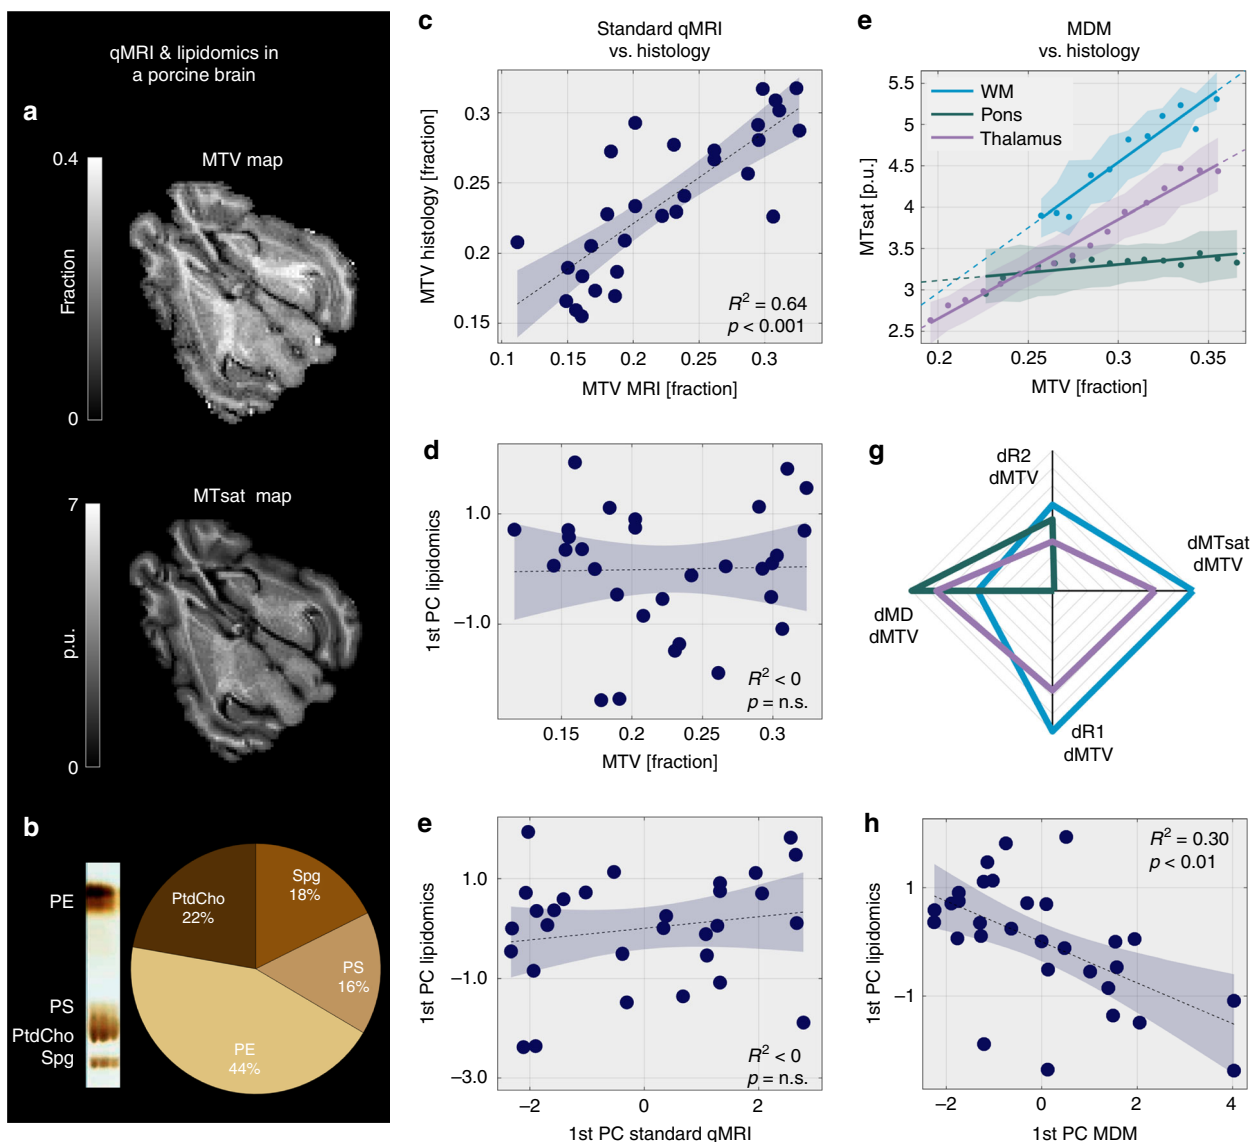 qMRI & lipidomics in
a porcine brain
a
MTV map
0.4
Fraction
0
MTsat map
7
p.u.
0
b
PE
PS
PtdCho
Spg
PtdCho
22%
Spg
18%
PS
16%
PE
44%
c
Standard qMRI
vs. histology
MTV histology [fraction]
0.3
0.25
0.2
0.15
R² = 0.64
p < 0.001
0.1 0.15 0.2 0.25 0.3
MTV MRI [fraction]
d
1st PC lipidomics
1.0
−1.0
R² < 0
p = n.s.
0.15 0.2 0.25 0.3
MTV [fraction]
e
1st PC lipidomics
1.0
−1.0
−3.0
R² < 0
p = n.s.
−2 0 2
1st PC standard qMRI
e
MDM
vs. histology
MTsat [p.u.]
5.5
5
4.5
4
3.5
3
2.5
WM
Pons
Thalamus
0.2 0.25 0.3 0.35
MTV [fraction]
g
dR2
dMTV
dMTsat
dMTV
dMD
dMTV
dR1
dMTV
h
1st PC lipidomics
1
−1
R² = 0.30
p < 0.01
−2 0 2 4
1st PC MDM